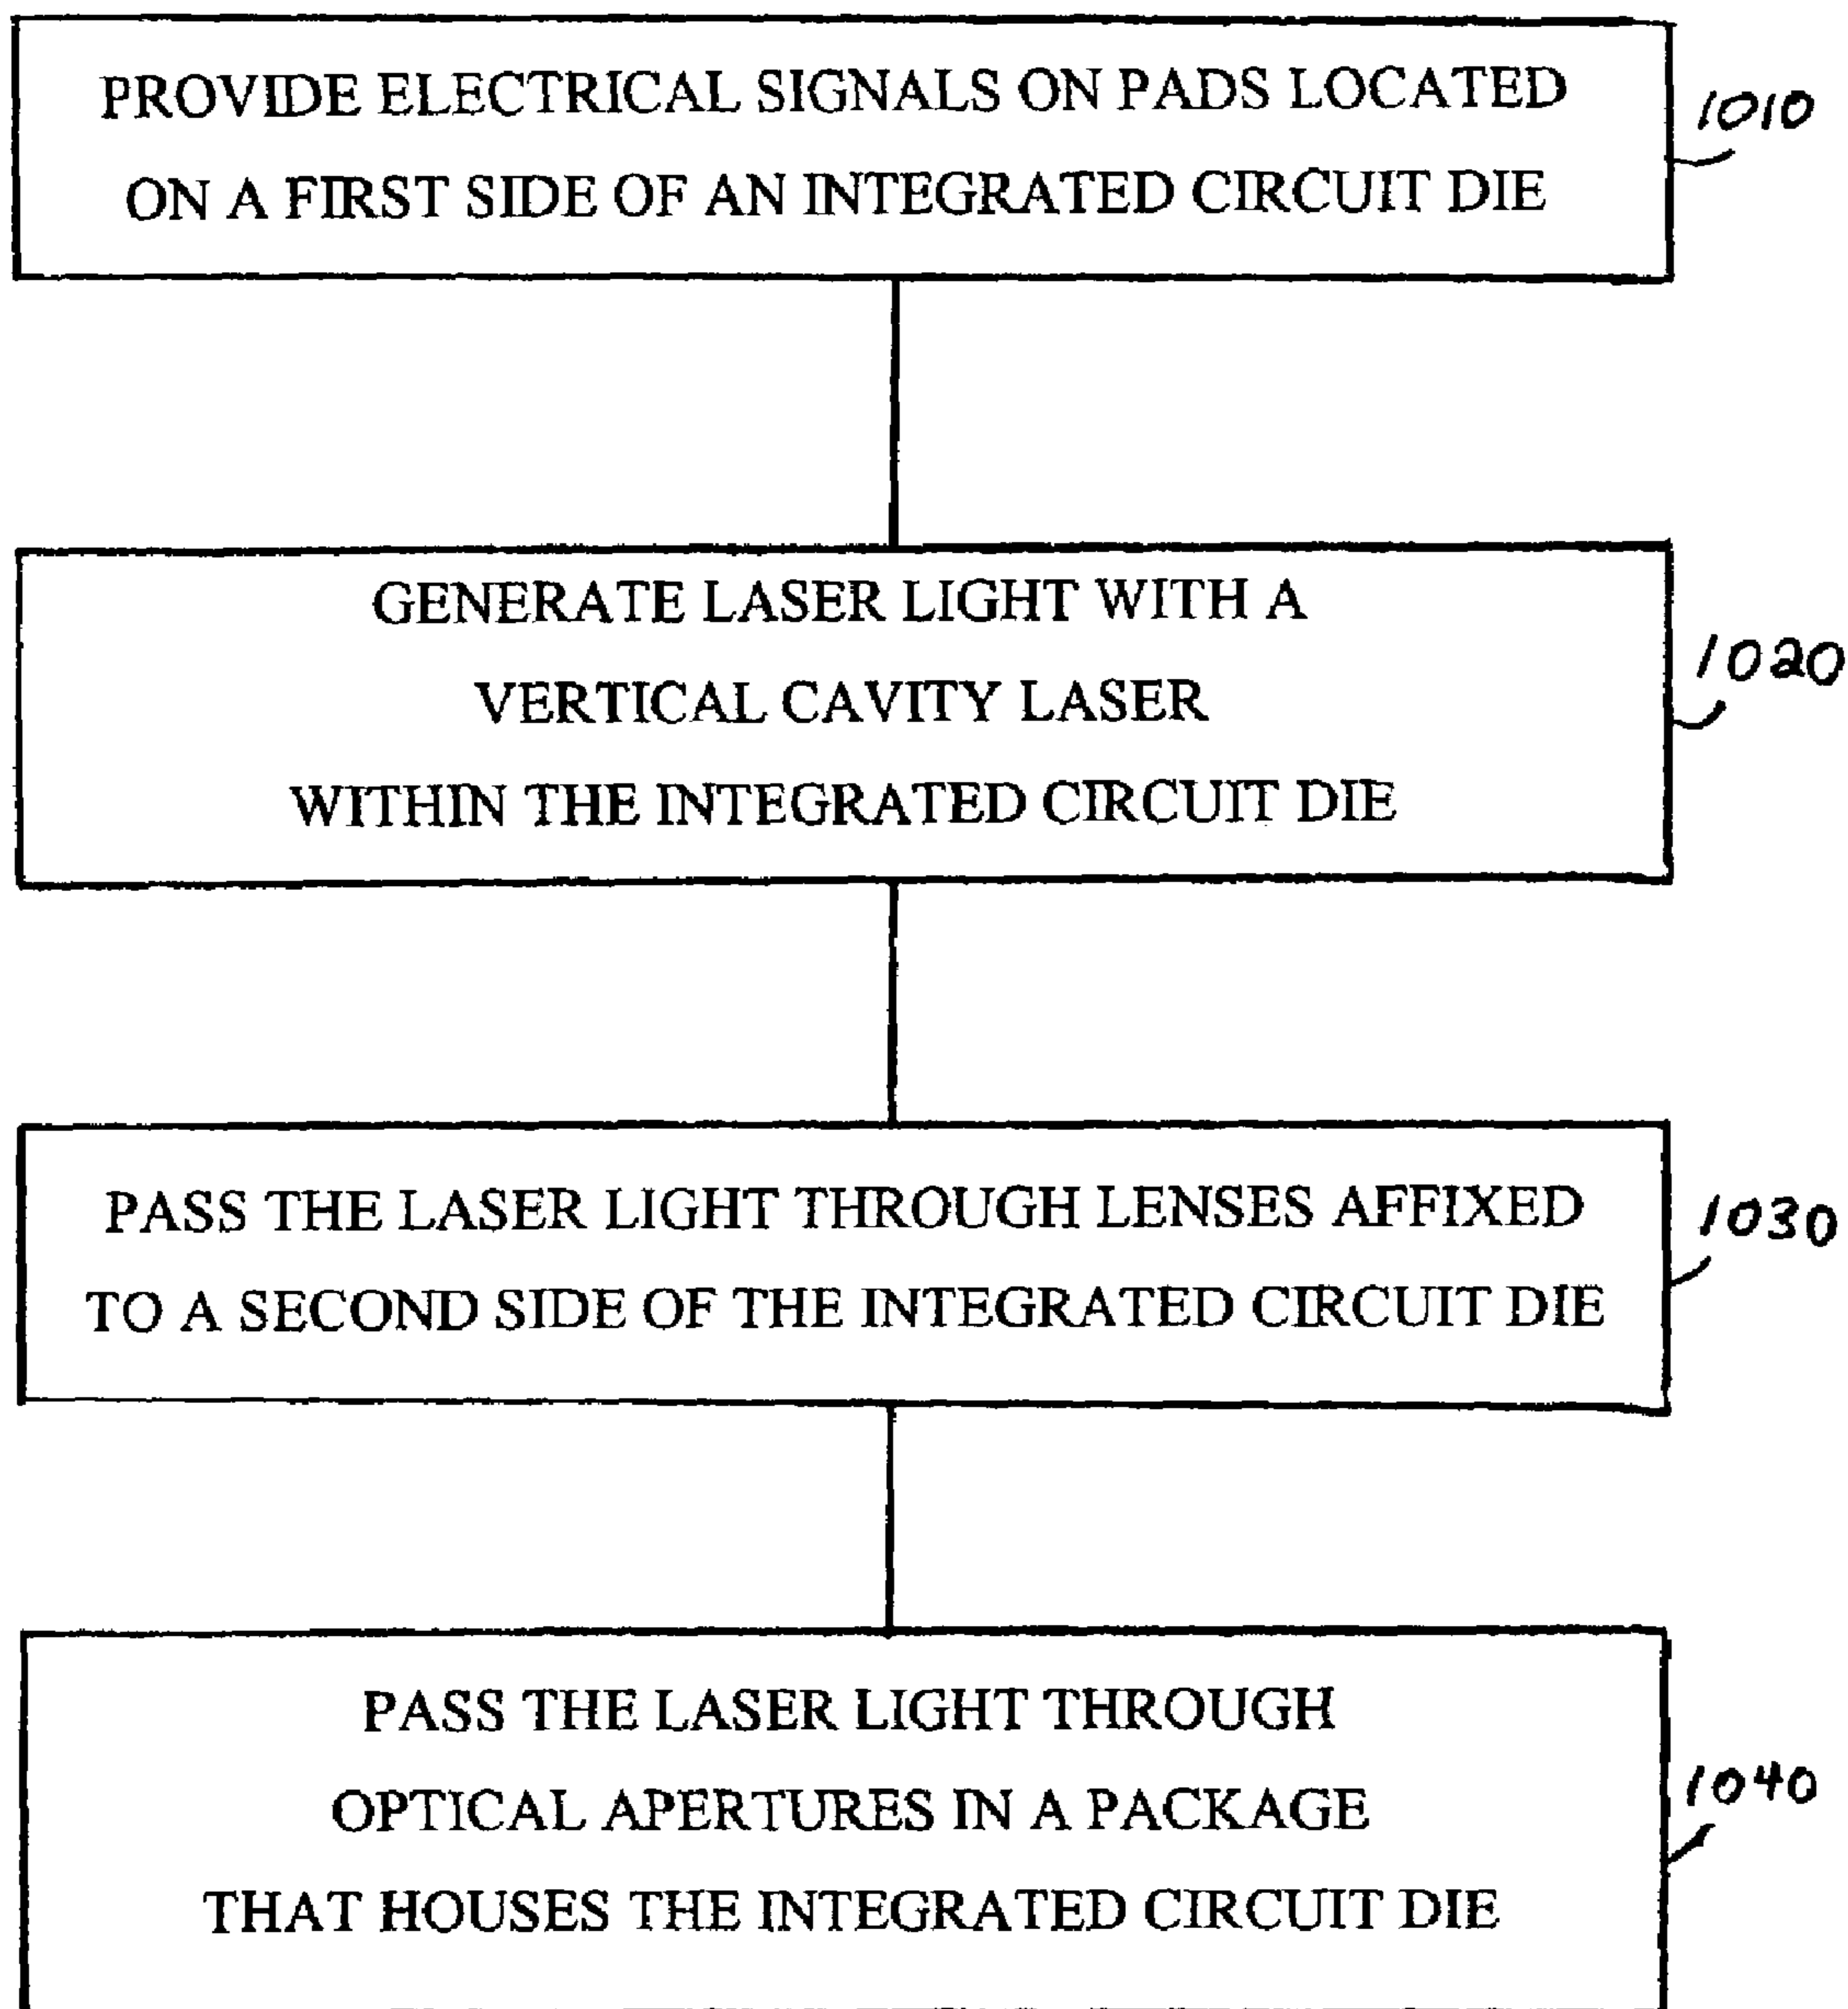 PROVIDE ELECTRICAL SIGNALS ON PADS LOCATED
ON A FIRST SIDE OF AN INTEGRATED CIRCUIT DIE
1010
GENERATE LASER LIGHT WITH A
VERTICAL CAVITY LASER
WITHIN THE INTEGRATED CIRCUIT DIE
1020
PASS THE LASER LIGHT THROUGH LENSES AFFIXED
TO A SECOND SIDE OF THE INTEGRATED CIRCUIT DIE
1030
PASS THE LASER LIGHT THROUGH
OPTICAL APERTURES IN A PACKAGE
THAT HOUSES THE INTEGRATED CIRCUIT DIE
1040